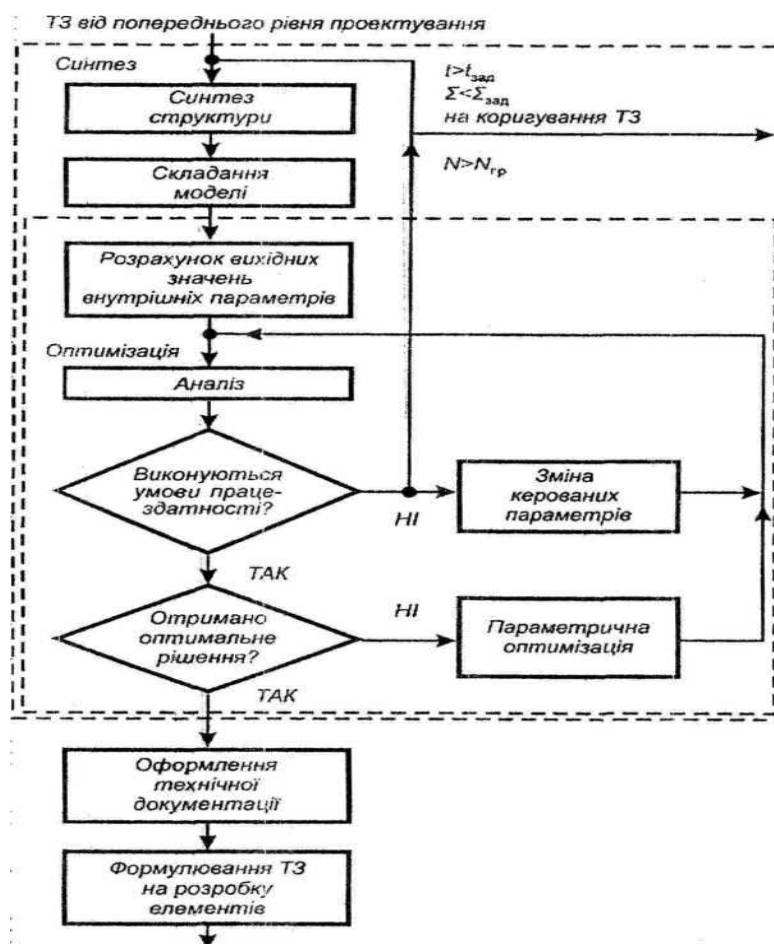 ТЗ від попереднього рівня проектування
Синтез
Синтез
структури
Складання
моделі
t>tзад
Σ<Σзад
на коригування ТЗ
N>Nгр
Розрахунок вихідних
значень
внутрішніх параметрів
Оптимізація
Аналіз
Виконуються
умови праце-
здатності?
НІ
Зміна
керованих
параметрів
ТАК
Отримано
оптимальне
рішення?
НІ
Параметрична
оптимізація
ТАК
Оформлення
технічної
документації
Формулювання ТЗ
на розробку
елементів